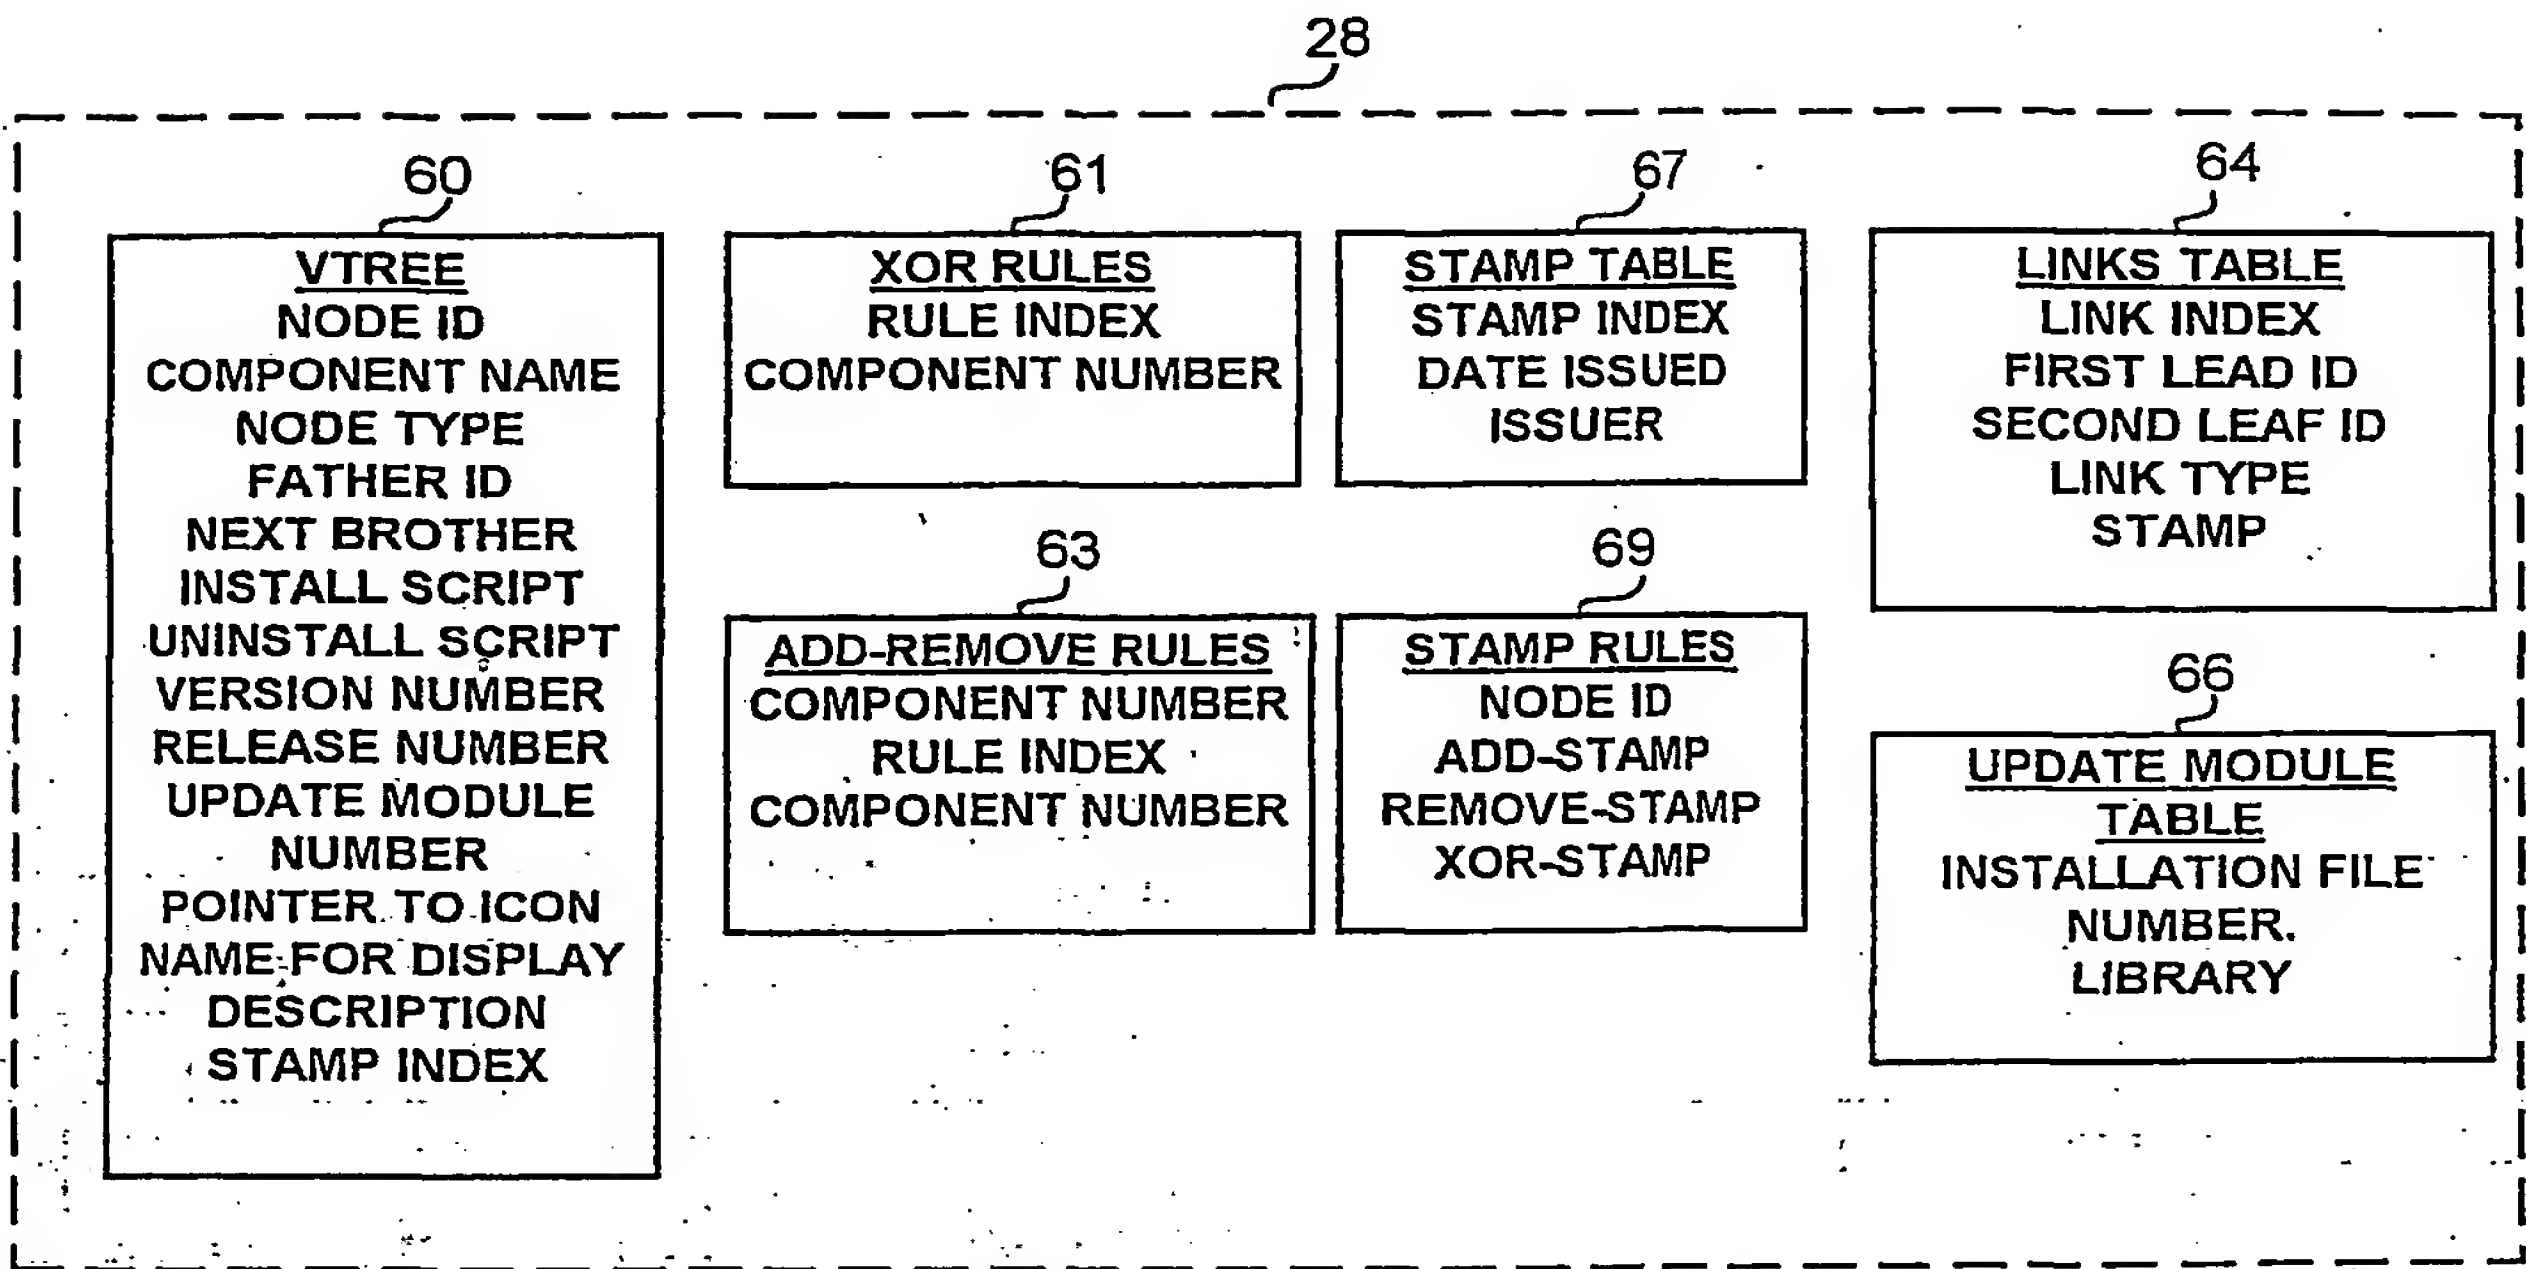 28
60
VTREE
NODE ID
COMPONENT NAME
NODE TYPE
FATHER ID
NEXT BROTHER
INSTALL SCRIPT
UNINSTALL SCRIPT
VERSION NUMBER
RELEASE NUMBER
UPDATE MODULE
NUMBER
POINTER TO ICON
NAME FOR DISPLAY
DESCRIPTION
STAMP INDEX
61
XOR RULES
RULE INDEX
COMPONENT NUMBER
67
STAMP TABLE
STAMP INDEX
DATE ISSUED
ISSUER
64
LINKS TABLE
LINK INDEX
FIRST LEAD ID
SECOND LEAF ID
LINK TYPE
STAMP
63
ADD-REMOVE RULES
COMPONENT NUMBER
RULE INDEX
COMPONENT NUMBER
69
STAMP RULES
NODE ID
ADD-STAMP
REMOVE-STAMP
XOR-STAMP
66
UPDATE MODULE
TABLE
INSTALLATION FILE
NUMBER.
LIBRARY